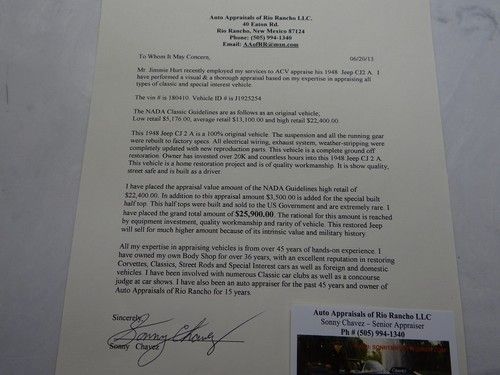 Auto Appraisals of Rio Rancho LLC.
40 Eaton Rd.
Rio Rancho, New Mexico 87124
Phone: (505) 994-1340
Email: AAofRR@msn.com
To Whom It May Concern, 06/20/13
Mr. Jimmie Hurt recently employed my services to ACV appraise his 1948 Jeep CJ2 A. I
have performed a visual & a thorough appraisal based on my expertise in appraising all
types of classic and special interest vehicle.
The vin # is 180410. Vehicle ID # is J1925254
The NADA Classic Guidelines are as follows as an original vehicle;
Low retail $5,176.00, average retail $13,100.00 and high retail $22,400.00.
This 1948 Jeep CJ 2 A is a 100% original vehicle. The suspension and all the running gear
were rebuilt to factory specs. All electrical wiring, exhaust system, weather-stripping were
completely updated with new reproduction parts. This vehicle is a complete ground off
restoration. Owner has invested over 20K and countless hours into this 1948 Jeep CJ 2 A.
This vehicle is a home restoration project and is of quality workmanship. It is show quality,
street safe and is built as a driver.
I have placed the appraisal value amount of the NADA Guidelines high retail of
$22,400.00. In addition to this appraisal amount $3,500.00 is added for the special built
half top. This half tops were built and sold to the US Government and are extremely rare. I
have placed the grand total amount of $25,900.00. The rational for this amount is reached
by equipment investment, quality workmanship and rarity of vehicle. This restored Jeep
will sell for much higher amount because of its intrinsic value and military history.
All my expertise in appraising vehicles is from over 45 years of hands-on experience. I
have owned my own Body Shop for over 36 years, with an excellent reputation in restoring
Corvettes, Classics, Street Rods and Special Interest cars as well as foreign and domestic
vehicles. I have been involved with numerous Classic car clubs as well as a concourse
judge at car shows. I have also been an auto appraiser for the past 45 years and owner of
Auto Appraisals of Rio Rancho for 15 years.
Sincerely,
Sonny Chavez
Sonny Chavez
Auto Appraisals of Rio Rancho LLC
Sonny Chavez – Senior Appraiser
Ph # (505) 994-1340